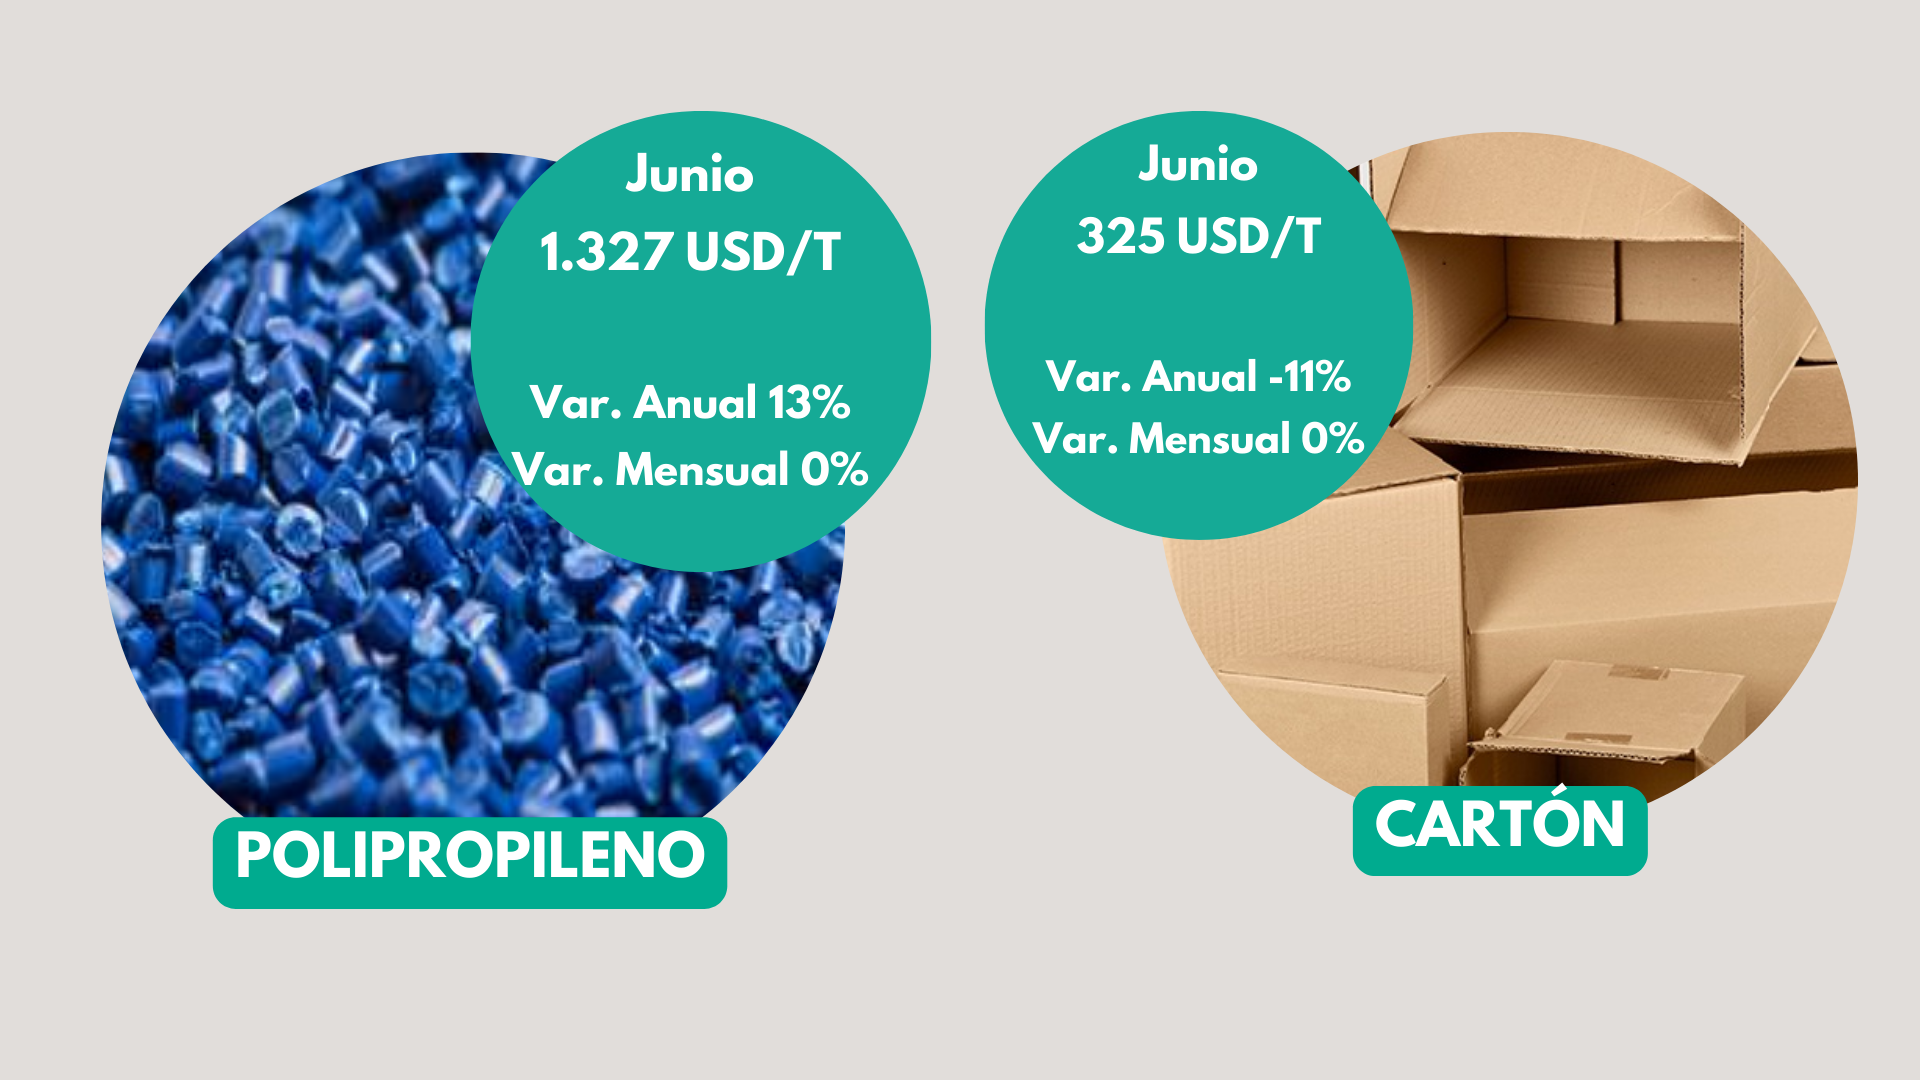 Junio
1.327 USD/T
Var. Anual 13%
Var. Mensual 0%
POLIPROPILENO
Junio
325 USD/T
Var. Anual -11%
Var. Mensual 0%
CARTÓN